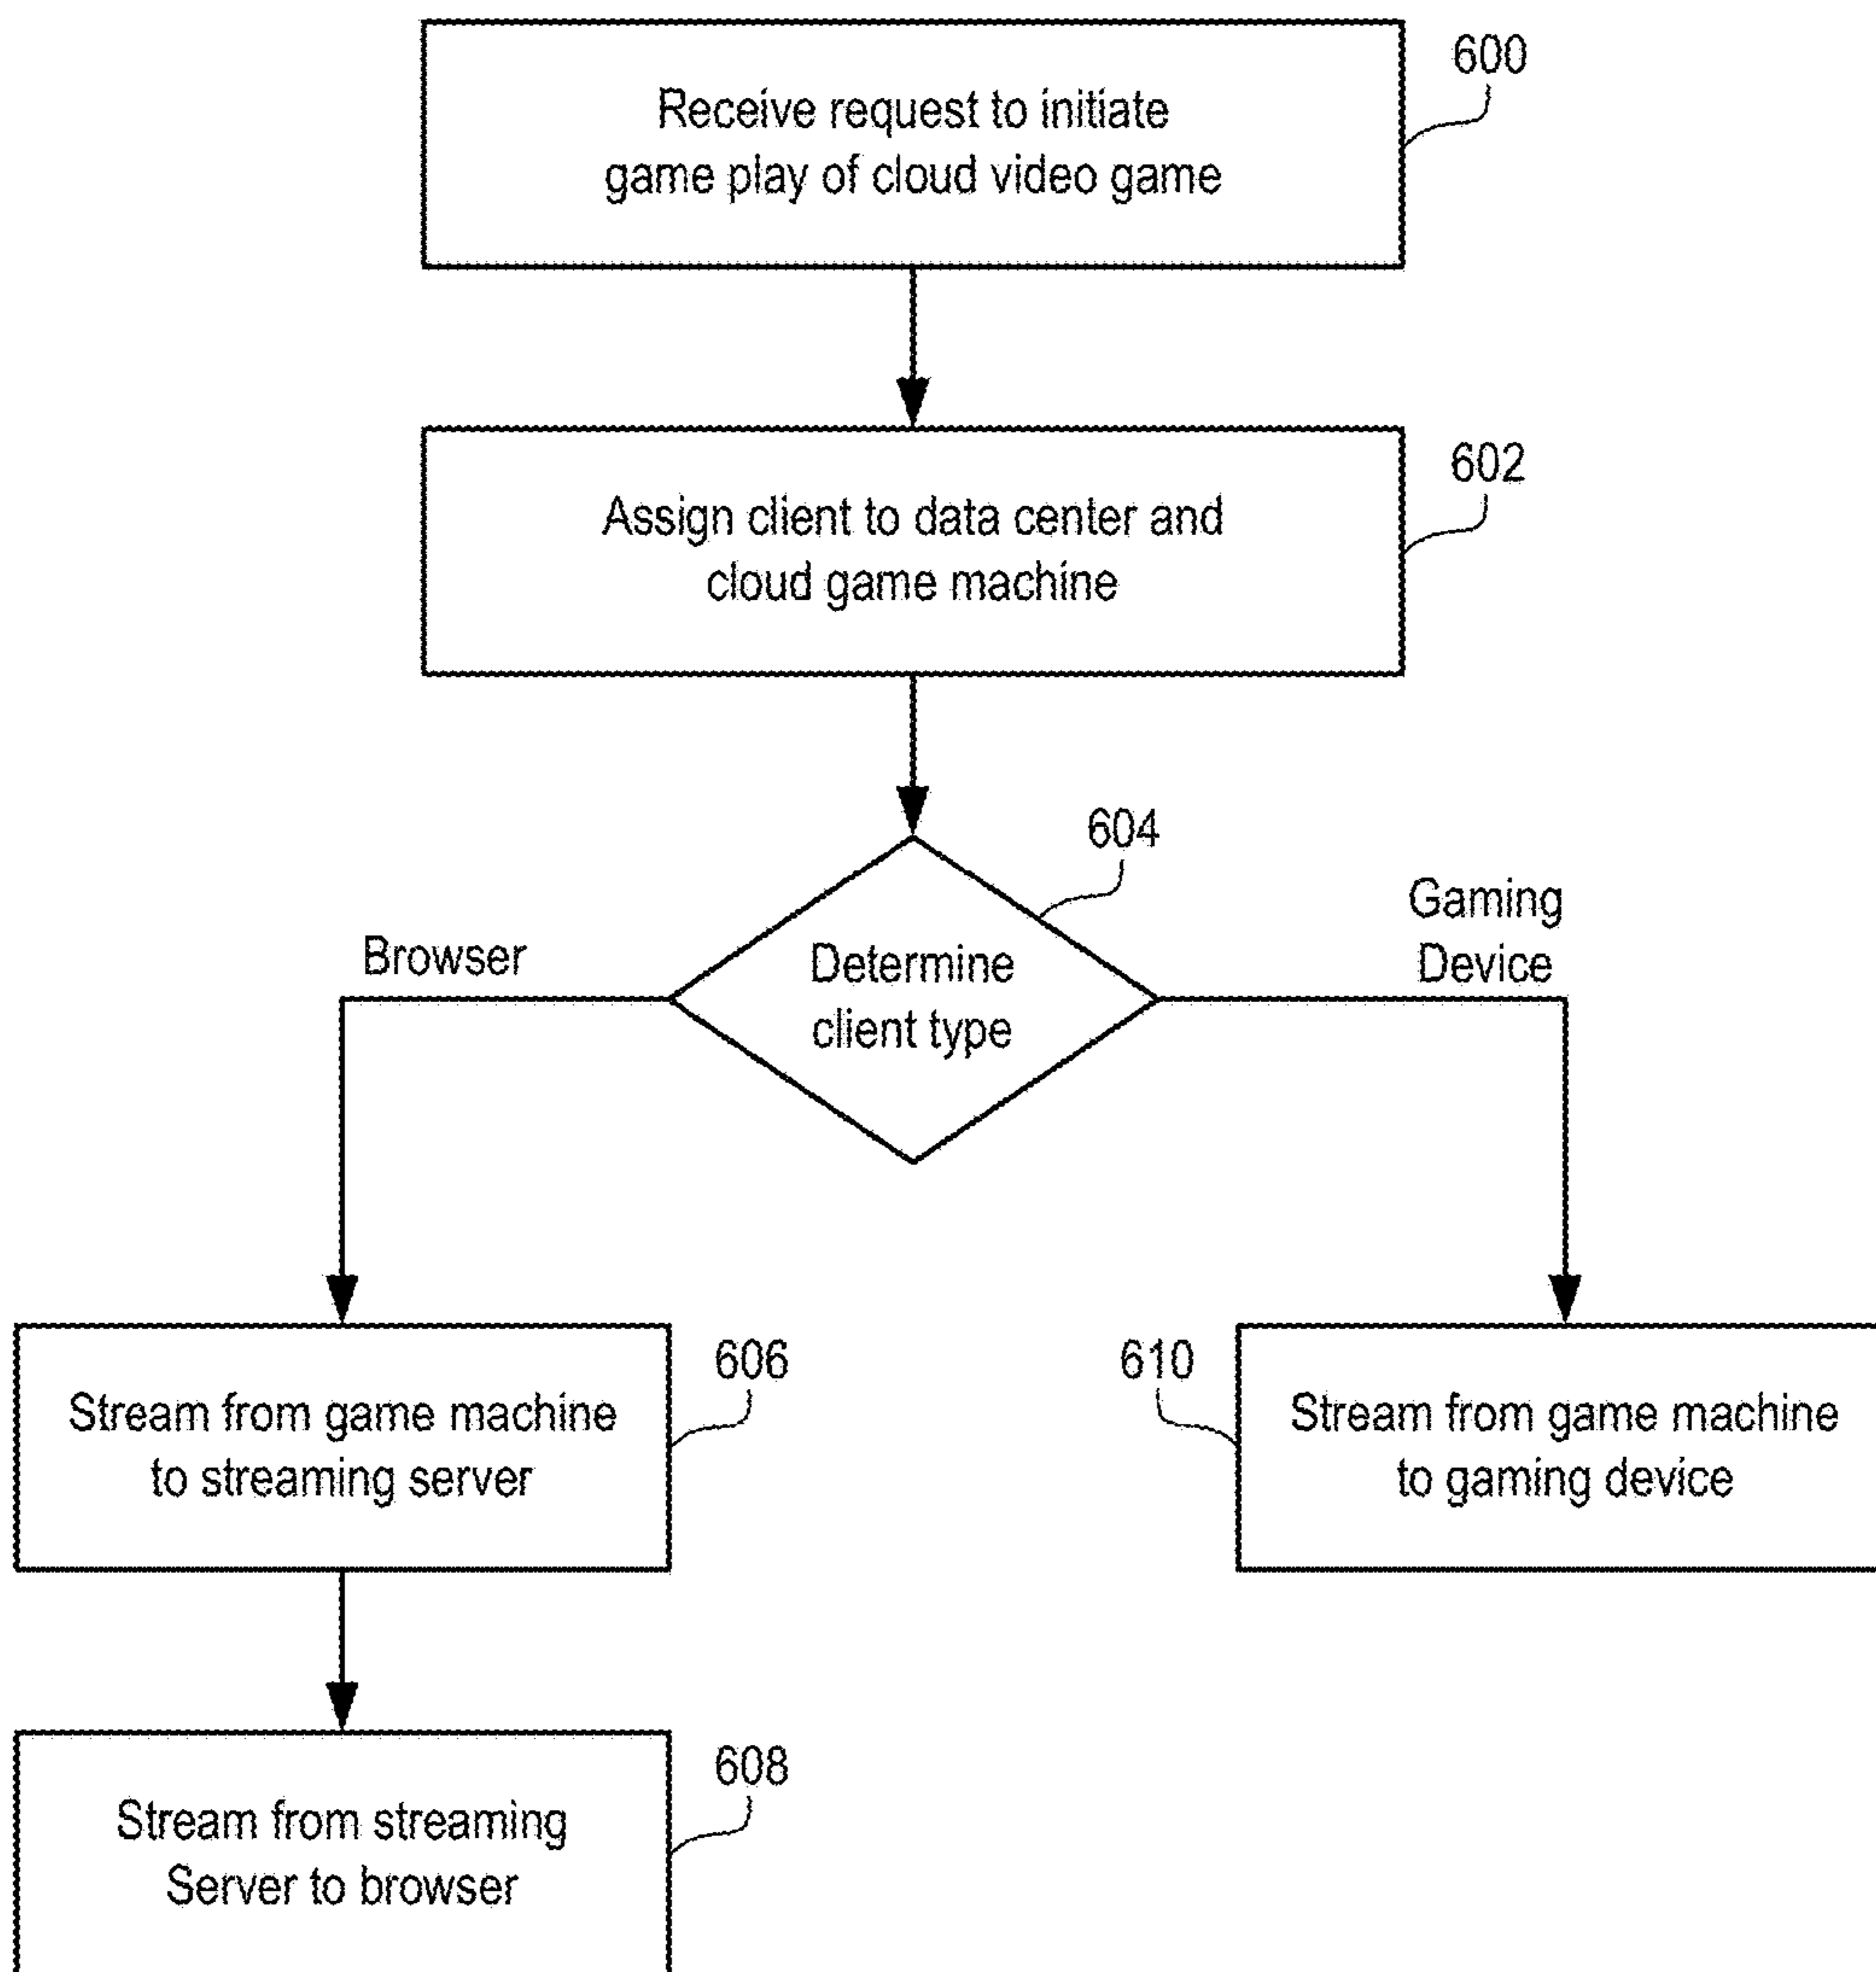 600
Receive request to initiate
game play of cloud video game
602
Assign client to data center and
cloud game machine
604
Determine
client type
Browser
Gaming
Device
606
Stream from game machine
to streaming server
610
Stream from game machine
to gaming device
608
Stream from streaming
Server to browser